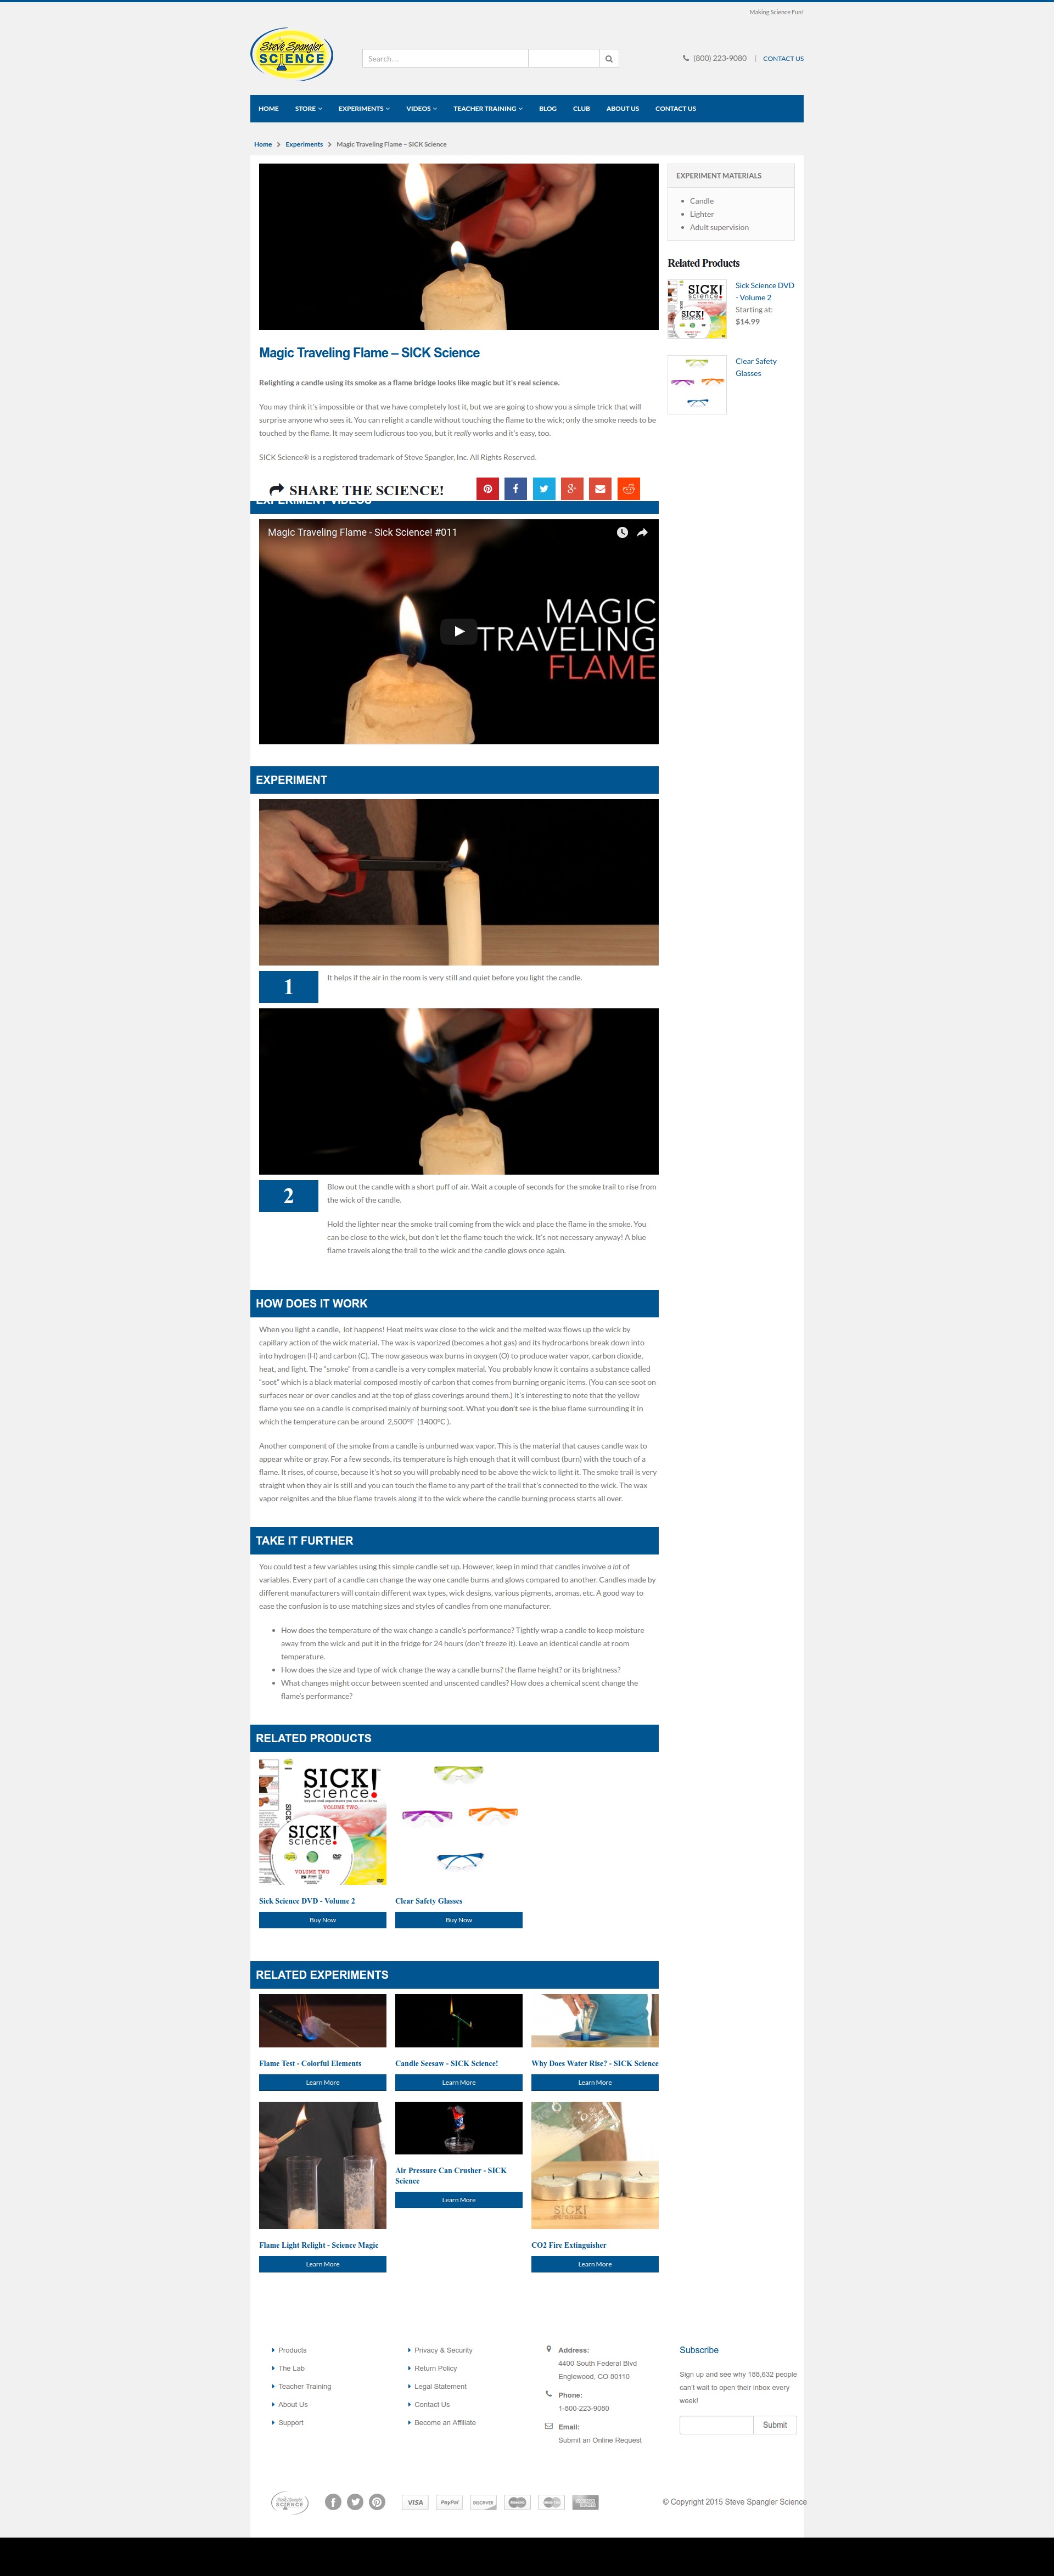 Making Science Fun!
Steve Spangler
SCIENCE
Search...
(800) 223-9080 | CONTACT US
HOME STORE EXPERIMENTS VIDEOS TEACHER TRAINING BLOG CLUB ABOUT US CONTACT US
Home > Experiments > Magic Traveling Flame – SICK Science
EXPERIMENT MATERIALS
Candle
Lighter
Adult supervision
Related Products
Sick Science DVD
- Volume 2
Starting at:
$14.99
Clear Safety
Glasses
Magic Traveling Flame – SICK Science
Relighting a candle using its smoke as a flame bridge looks like magic but it's real science.
You may think it's impossible or that we have completely lost it, but we are going to show you a simple trick that will
surprise anyone who sees it. You can relight a candle without touching the flame to the wick; only the smoke needs to be
touched by the flame. It may seem ludicrous too you, but it really works and it's easy, too.
SICK Science® is a registered trademark of Steve Spangler, Inc. All Rights Reserved.
SHARE THE SCIENCE!
EXPERIMENT VIDEOS
Magic Traveling Flame - Sick Science! #011
MAGIC
TRAVELING
FLAME
EXPERIMENT
1
It helps if the air in the room is very still and quiet before you light the candle.
2
Blow out the candle with a short puff of air. Wait a couple of seconds for the smoke trail to rise from
the wick of the candle.
Hold the lighter near the smoke trail coming from the wick and place the flame in the smoke. You
can be close to the wick, but don't let the flame touch the wick. It's not necessary anyway! A blue
flame travels along the trail to the wick and the candle glows once again.
HOW DOES IT WORK
When you light a candle, lot happens! Heat melts wax close to the wick and the melted wax flows up the wick by
capillary action of the wick material. The wax is vaporized (becomes a hot gas) and its hydrocarbons break down into
into hydrogen (H) and carbon (C). The now gaseous wax burns in oxygen (O) to produce water vapor, carbon dioxide,
heat, and light. The "smoke" from a candle is a very complex material. You probably know it contains a substance called
"soot" which is a black material composed mostly of carbon that comes from burning organic items. (You can see soot on
surfaces near or over candles and at the top of glass coverings around them.) It's interesting to note that the yellow
flame you see on a candle is comprised mainly of burning soot. What you don't see is the blue flame surrounding it in
which the temperature can be around 2,500°F (1400°C ).
Another component of the smoke from a candle is unburned wax vapor. This is the material that causes candle wax to
appear white or gray. For a few seconds, its temperature is high enough that it will combust (burn) with the touch of a
flame. It rises, of course, because it's hot so you will probably need to be above the wick to light it. The smoke trail is very
straight when they air is still and you can touch the flame to any part of the trail that's connected to the wick. The wax
vapor reignites and the blue flame travels along it to the wick where the candle burning process starts all over.
TAKE IT FURTHER
You could test a few variables using this simple candle set up. However, keep in mind that candles involve a lot of
variables. Every part of a candle can change the way one candle burns and glows compared to another. Candles made by
different manufacturers will contain different wax types, wick designs, various pigments, aromas, etc. A good way to
ease the confusion is to use matching sizes and styles of candles from one manufacturer.
How does the temperature of the wax change a candle's performance? Tightly wrap a candle to keep moisture
away from the wick and put it in the fridge for 24 hours (don't freeze it). Leave an identical candle at room
temperature.
How does the size and type of wick change the way a candle burns? the flame height? or its brightness?
What changes might occur between scented and unscented candles? How does a chemical scent change the
flame's performance?
RELATED PRODUCTS
SICK!
science
VOLUME TWO
SICK!
science
VOLUME TWO
Sick Science DVD - Volume 2
Clear Safety Glasses
Buy Now
Buy Now
RELATED EXPERIMENTS
Flame Test - Colorful Elements
Candle Seesaw - SICK Science!
Why Does Water Rise? - SICK Science
Learn More
Learn More
Learn More
Air Pressure Can Crusher - SICK
Science
Learn More
SICK!
Flame Light Relight - Science Magic
CO2 Fire Extinguisher
Learn More
Learn More
Products
The Lab
Teacher Training
About Us
Support
Privacy & Security
Return Policy
Legal Statement
Contact Us
Become an Affiliate
Address:
4400 South Federal Blvd
Englewood, CO 80110
Phone:
1-800-223-9080
Email:
Submit an Online Request
Subscribe
Sign up and see why 188,632 people
can't wait to open their inbox every
week!
Submit
Steve Spangler
SCIENCE
VISA PayPal DISCOVER
© Copyright 2015 Steve Spangler Science